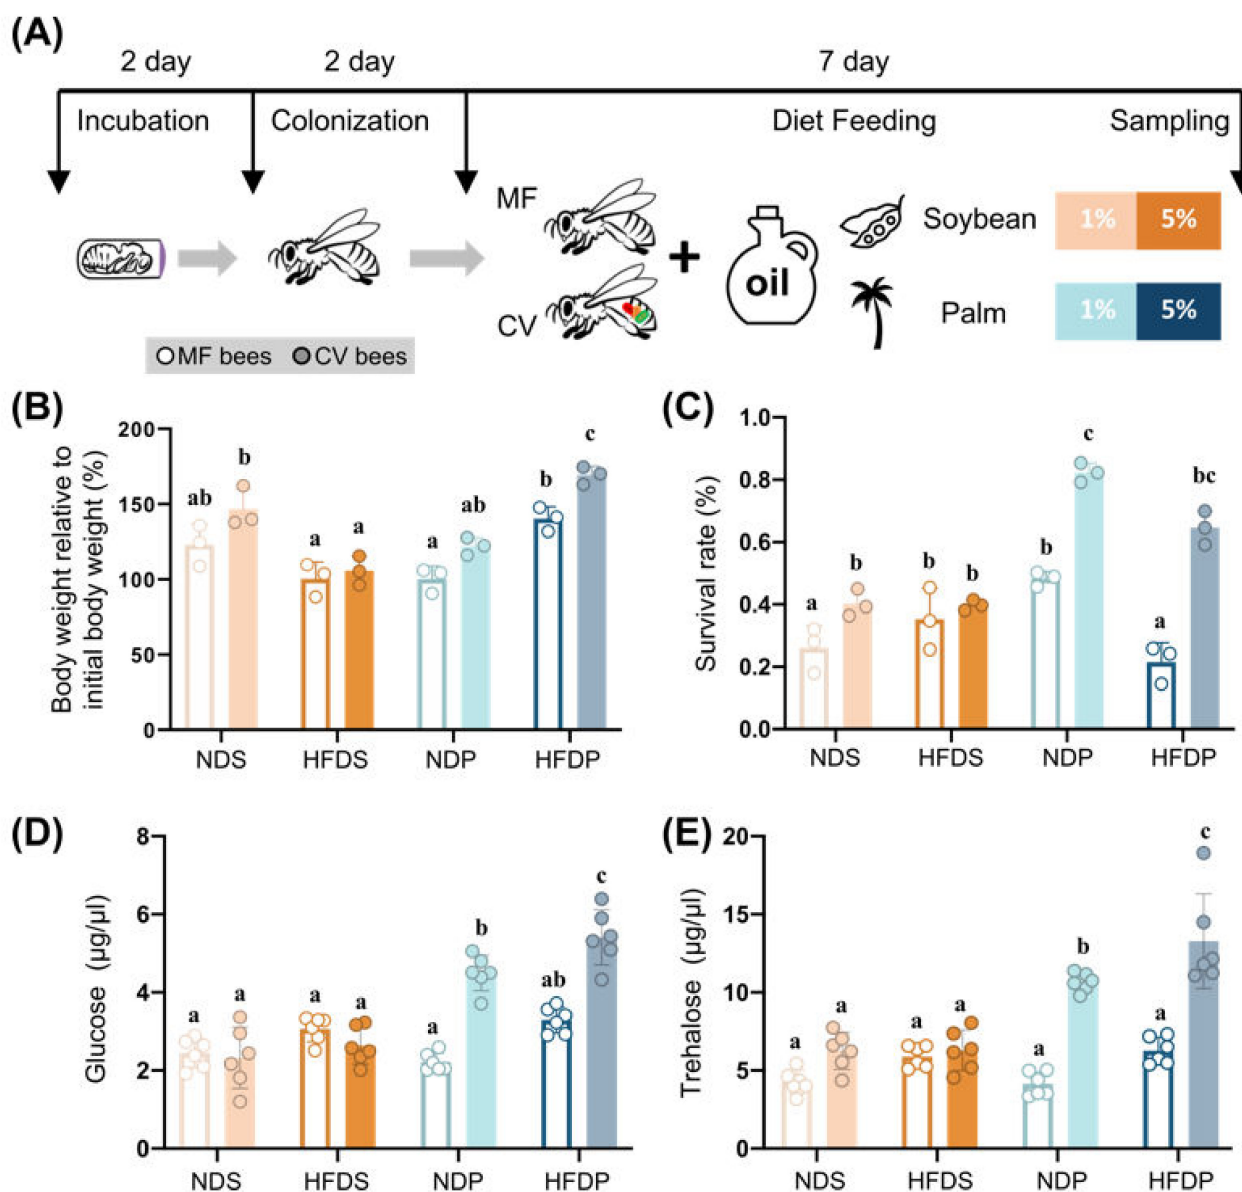 (A)
2 day 2 day 7 day
Incubation Colonization Diet Feeding Sampling
MF
Soybean 1% 5%
oil
CV
Palm 1% 5%
MF bees CV bees
(B)
Body weight relative to
initial body weight (%)
200
150
100
50
0
ab b a a a ab b c
NDS HFDS NDP HFDP
(C)
Survival rate (%)
1.0
0.8
0.6
0.4
0.2
0.0
a b b b b c a bc
NDS HFDS NDP HFDP
(D)
Glucose (µg/µl)
8
6
4
2
0
a a a a a b ab c
NDS HFDS NDP HFDP
(E)
Trehalose (µg/µl)
20
15
10
5
0
a a a a a b a c
NDS HFDS NDP HFDP